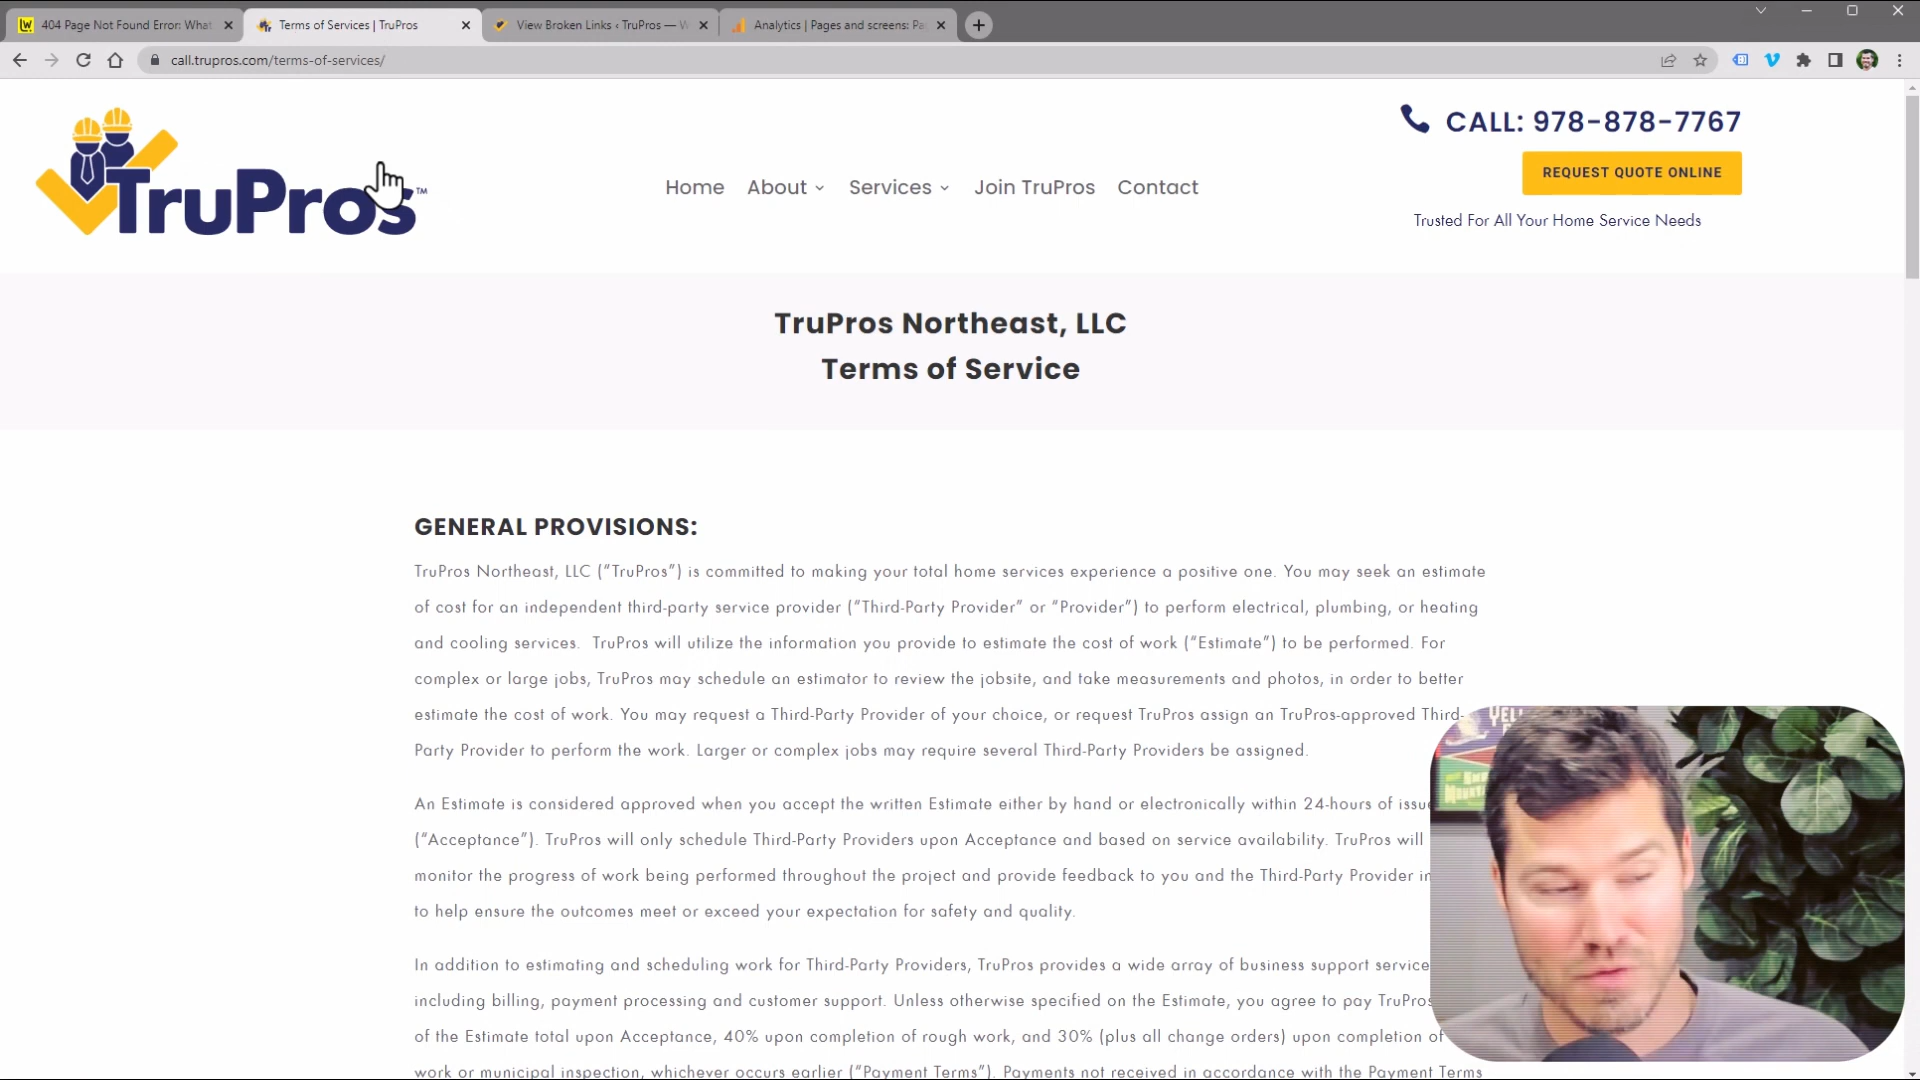 404 Page Not Found Error: What
Terms of Services | TruPros
View Broken Links ‹ TruPros — W
Analytics | Pages and screens: Pa
call.trupros.com/terms-of-services/
CALL: 978-878-7767
TruPros™
Home About Services Join TruPros Contact
REQUEST QUOTE ONLINE
Trusted For All Your Home Service Needs
TruPros Northeast, LLC
Terms of Service
GENERAL PROVISIONS:
TruPros Northeast, LLC (“TruPros”) is committed to making your total home services experience a positive one. You may seek an estimate
of cost for an independent third-party service provider (“Third-Party Provider” or “Provider”) to perform electrical, plumbing, or heating
and cooling services. TruPros will utilize the information you provide to estimate the cost of work (“Estimate”) to be performed. For
complex or large jobs, TruPros may schedule an estimator to review the jobsite, and take measurements and photos, in order to better
estimate the cost of work. You may request a Third-Party Provider of your choice, or request TruPros assign an TruPros-approved Third-
Party Provider to perform the work. Larger or complex jobs may require several Third-Party Providers be assigned.
An Estimate is considered approved when you accept the written Estimate either by hand or electronically within 24-hours of issue
(“Acceptance”). TruPros will only schedule Third-Party Providers upon Acceptance and based on service availability. TruPros will
monitor the progress of work being performed throughout the project and provide feedback to you and the Third-Party Provider in
to help ensure the outcomes meet or exceed your expectation for safety and quality.
In addition to estimating and scheduling work for Third-Party Providers, TruPros provides a wide array of business support service
including billing, payment processing and customer support. Unless otherwise specified on the Estimate, you agree to pay TruPros
of the Estimate total upon Acceptance, 40% upon completion of rough work, and 30% (plus all change orders) upon completion of
work or municipal inspection, whichever occurs earlier (“Payment Terms”). Payments not received in accordance with the Payment Terms